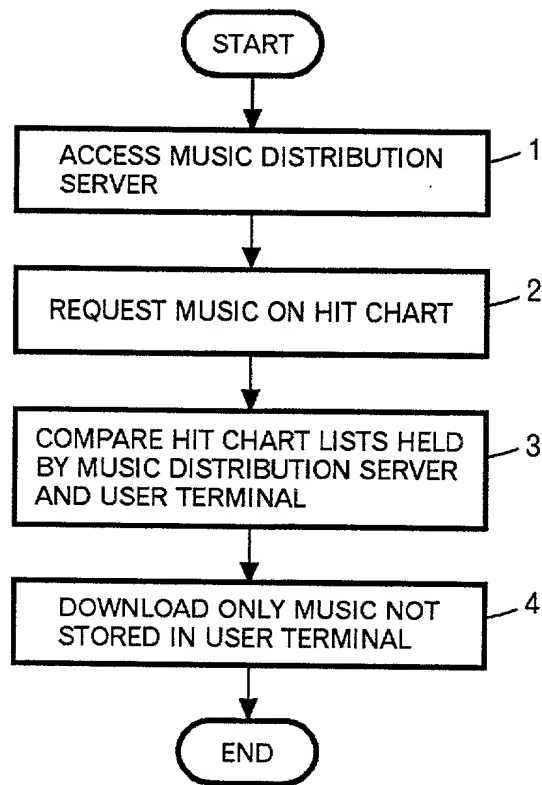 START
ACCESS MUSIC DISTRIBUTION
SERVER
1
REQUEST MUSIC ON HIT CHART
2
COMPARE HIT CHART LISTS HELD
BY MUSIC DISTRIBUTION SERVER
AND USER TERMINAL
3
DOWNLOAD ONLY MUSIC NOT
STORED IN USER TERMINAL
4
END